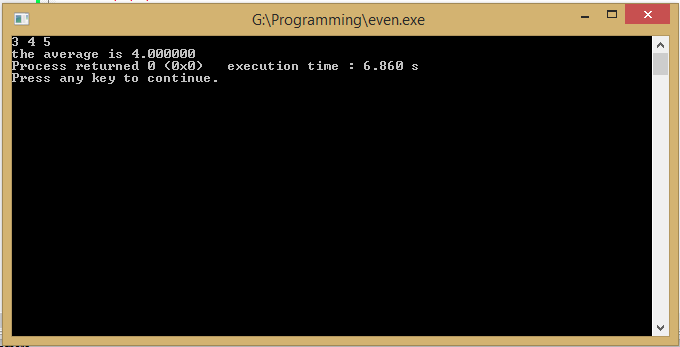 G:\Programming\even.exe
3 4 5
the average is 4.000000
Process returned 0 (0x0)   execution time : 6.860 s
Press any key to continue.